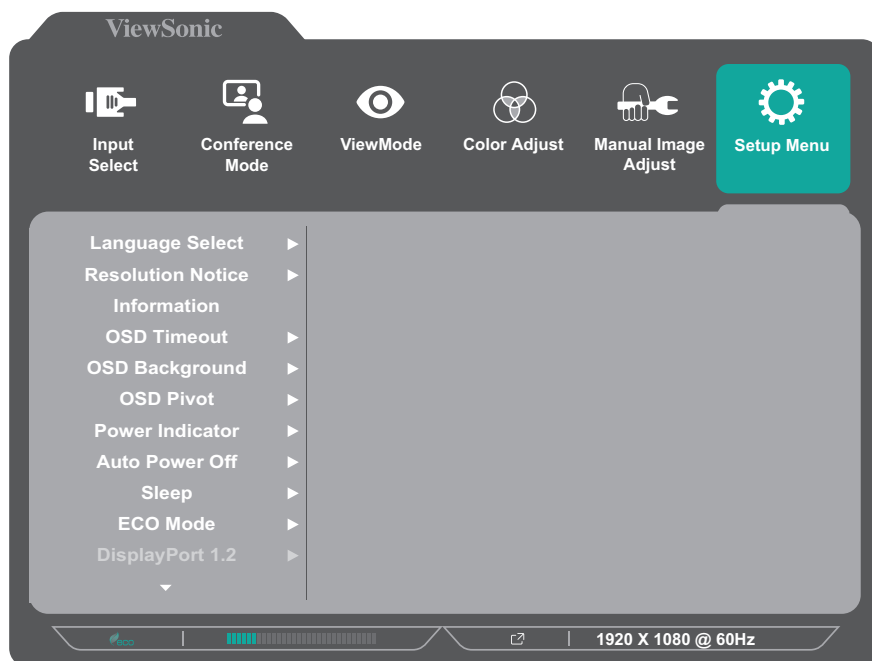 ViewSonic
Input
Select
Conference
Mode
ViewMode
Color Adjust
Manual Image
Adjust
Setup Menu
Language Select
Resolution Notice
Information
OSD Timeout
OSD Background
OSD Pivot
Power Indicator
Auto Power Off
Sleep
ECO Mode
DisplayPort 1.2
eco
1920 X 1080 @ 60Hz